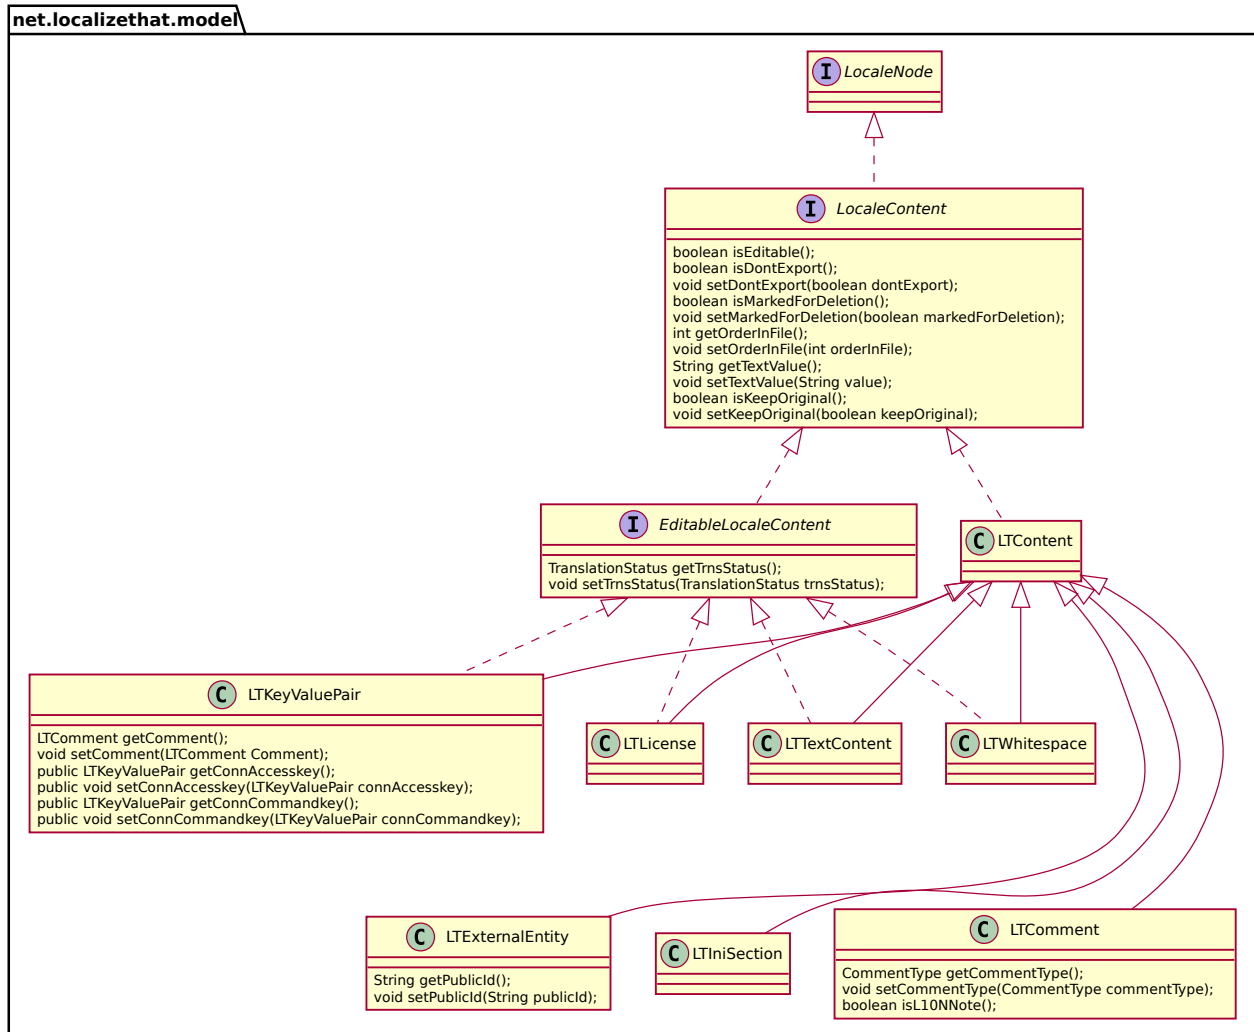 net.localizethat.model
I LocaleNode
I LocaleContent
boolean isEditable();
boolean isDontExport();
void setDontExport(boolean dontExport);
boolean isMarkedForDeletion();
void setMarkedForDeletion(boolean markedForDeletion);
int getOrderInFile();
void setOrderInFile(int orderInFile);
String getTextValue();
void setTextValue(String value);
boolean isKeepOriginal();
void setKeepOriginal(boolean keepOriginal);
I EditableLocaleContent
TranslationStatus getTrnsStatus();
void setTrnsStatus(TranslationStatus trnsStatus);
C LTContent
C LTKeyValuePair
LTComment getComment();
void setComment(LTComment Comment);
public LTKeyValuePair getConnAccesskey();
public void setConnAccesskey(LTKeyValuePair connAccesskey);
public LTKeyValuePair getConnCommandkey();
public void setConnCommandkey(LTKeyValuePair connCommandkey);
C LTLicense
C LTTextContent
C LTWhitespace
C LTExternalEntity
String getPublicId();
void setPublicId(String publicId);
C LTIniSection
C LTComment
CommentType getCommentType();
void setCommentType(CommentType commentType);
boolean isL10NNote();